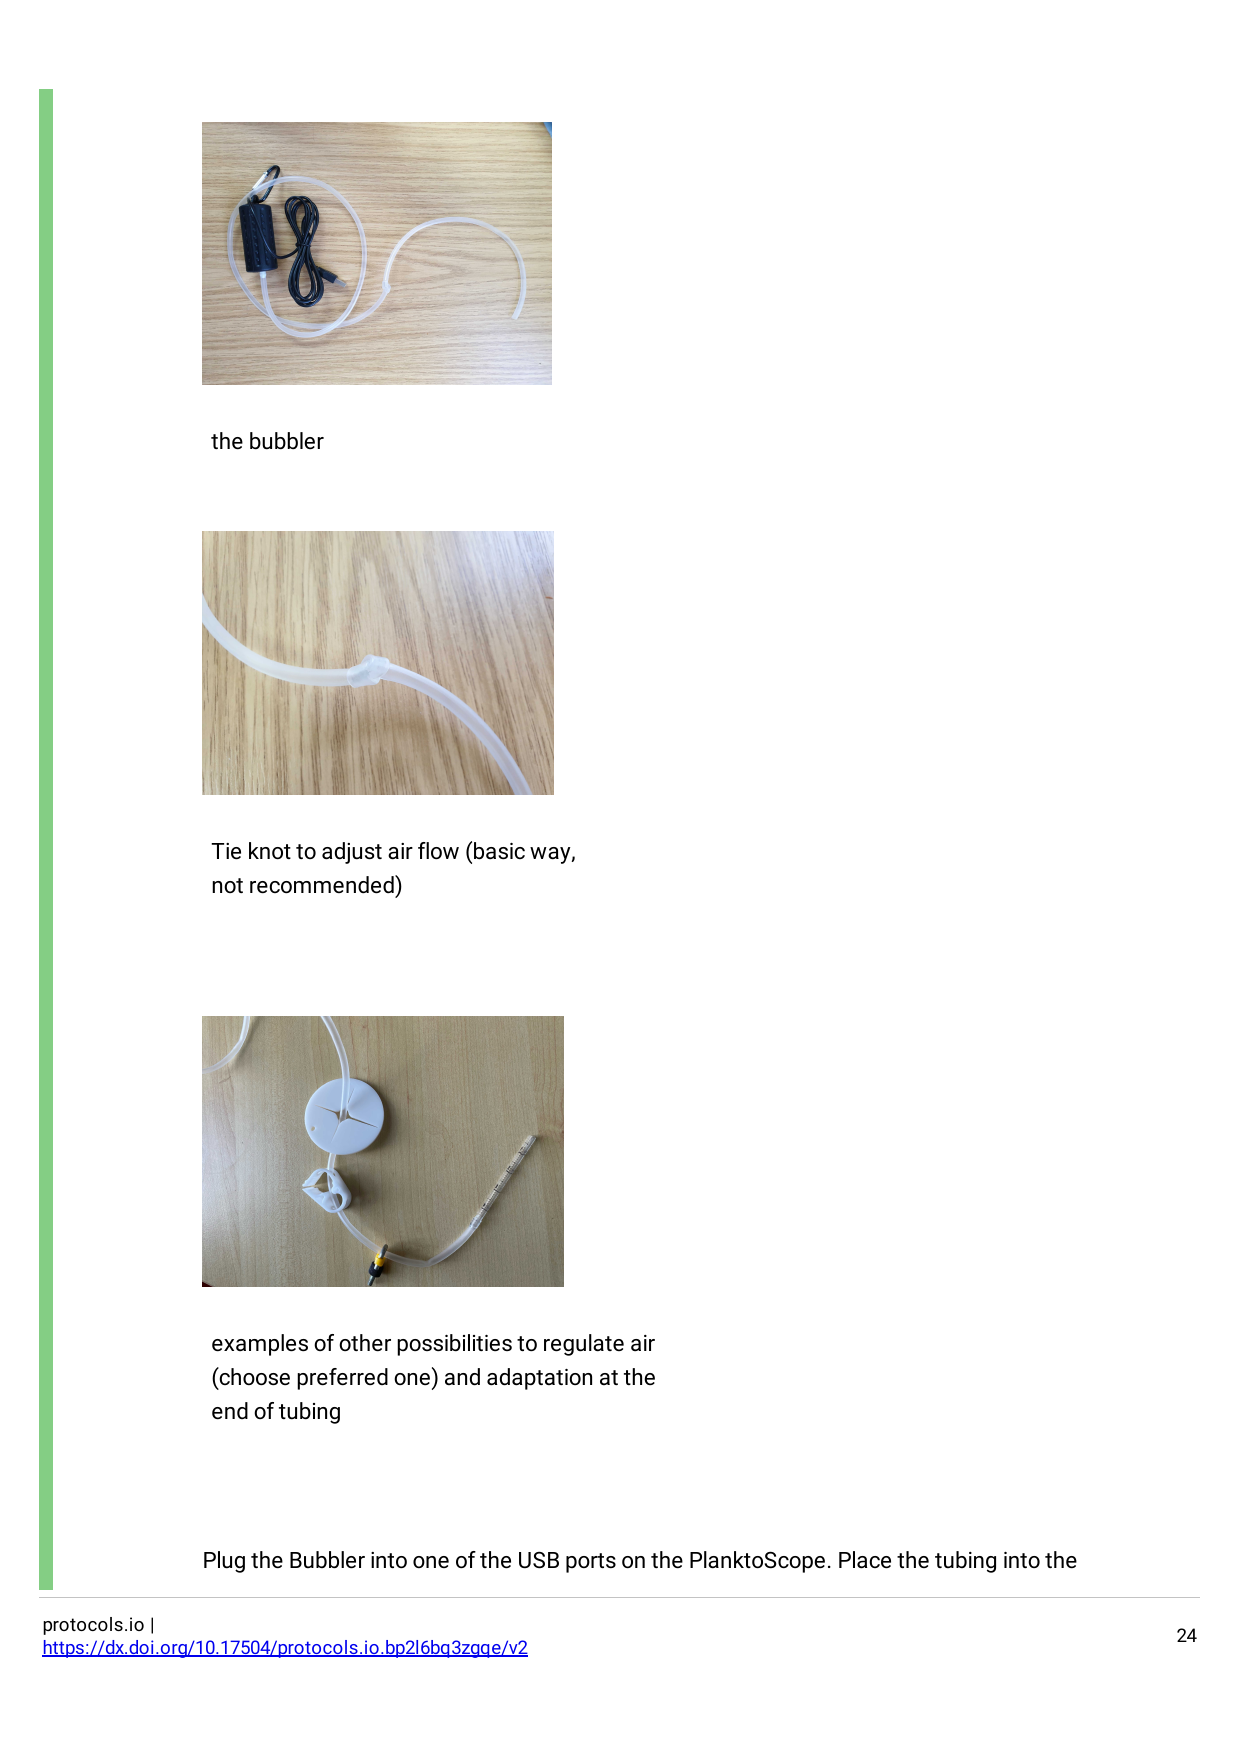 the bubbler
Tie knot to adjust air flow (basic way,
not recommended)
examples of other possibilities to regulate air
(choose preferred one) and adaptation at the
end of tubing
Plug the Bubbler into one of the USB ports on the PlanktoScope. Place the tubing into the
protocols.io |
https://dx.doi.org/10.17504/protocols.io.bp2l6bq3zgqe/v2
24